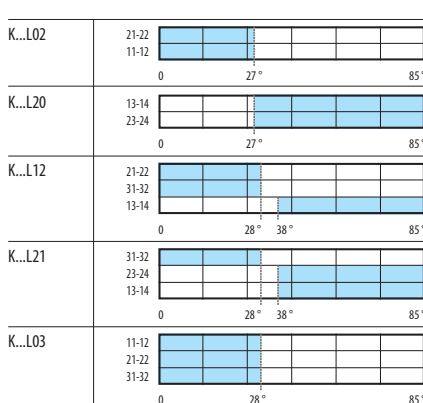 K...L02
21-22
11-12
0 27° 85°
K...L20
13-14
23-24
0 27° 85°
K...L12
21-22
31-32
13-14
0 28° 38° 85°
K...L21
31-32
23-24
13-14
0 28° 38° 85°
K...L03
11-12
21-22
31-32
0 28° 85°